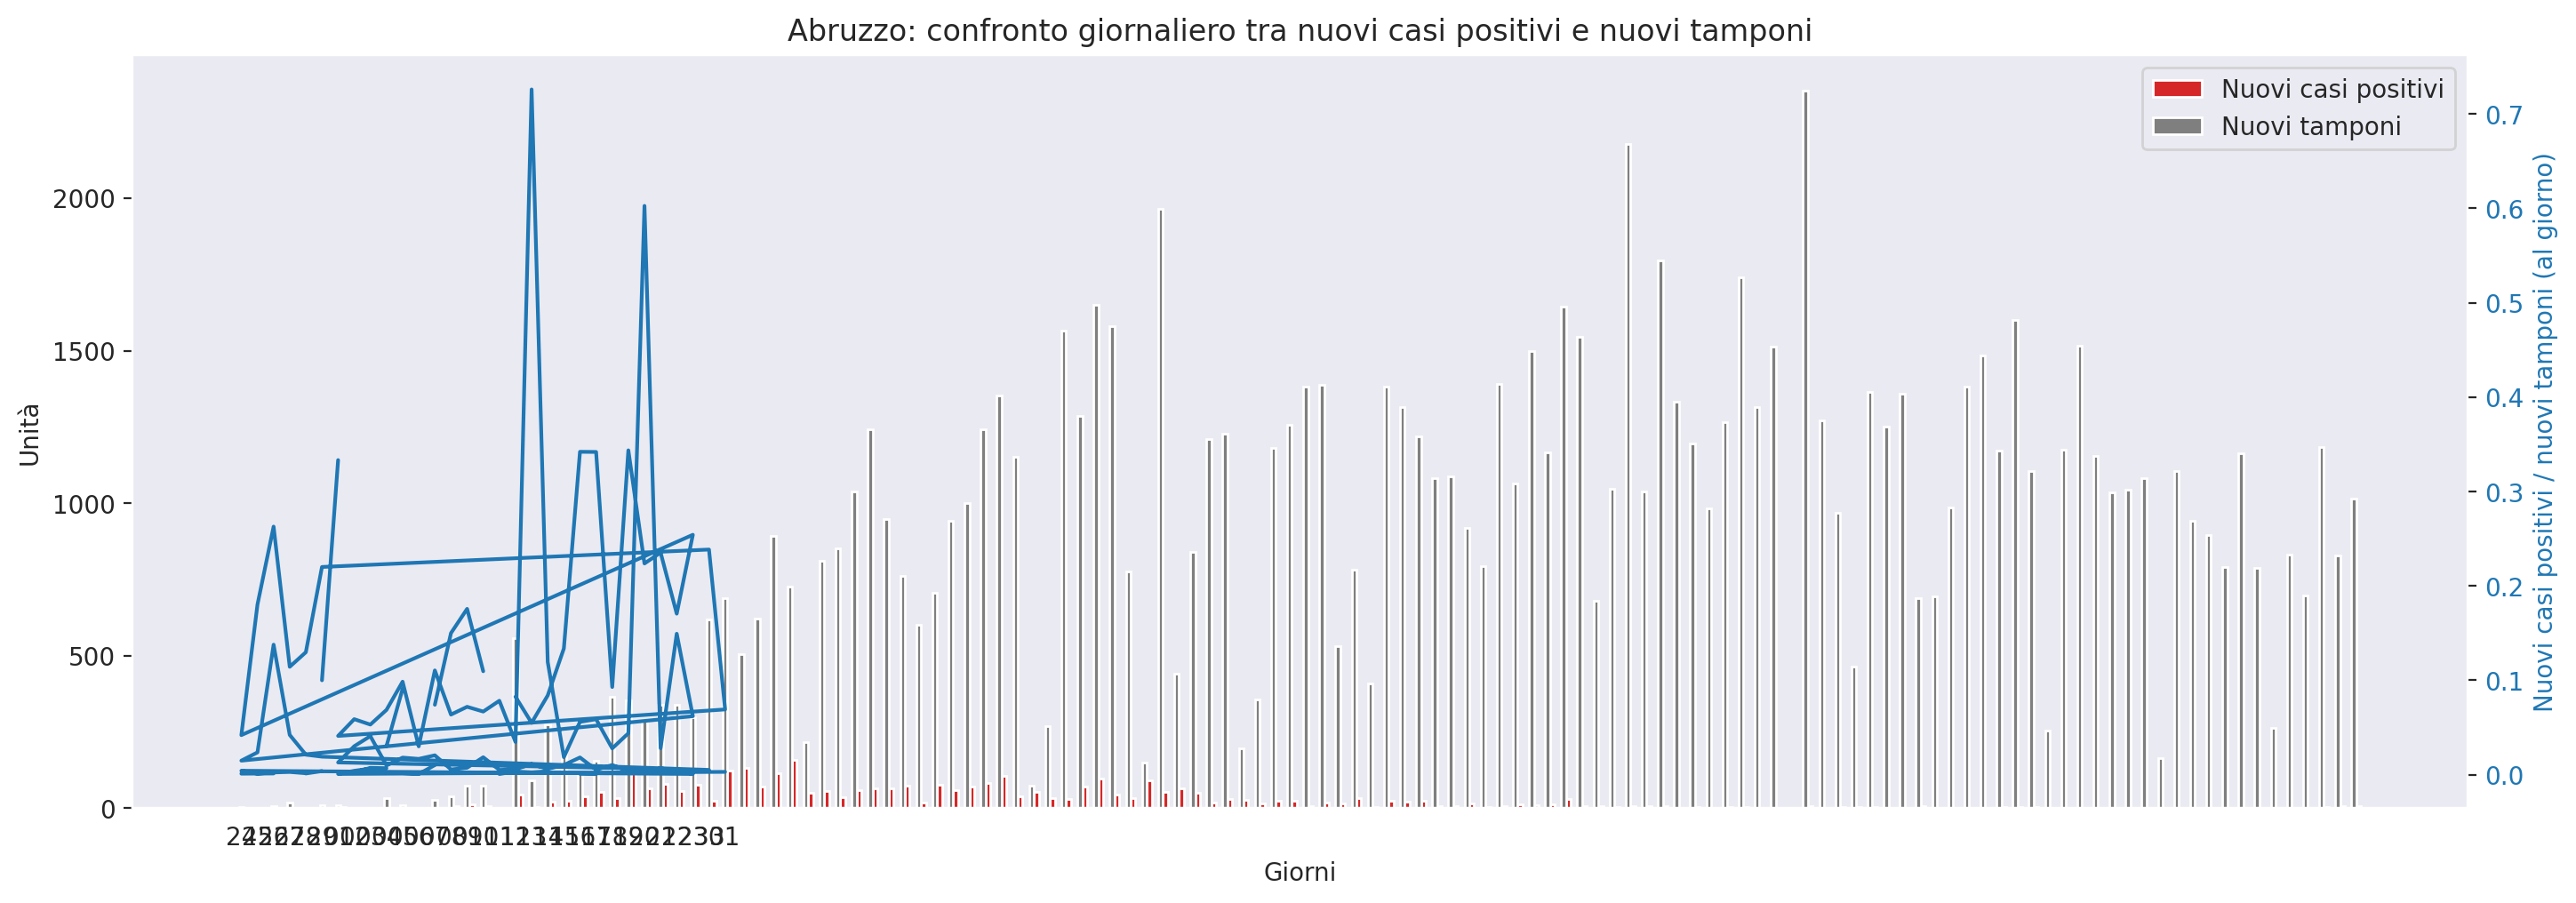 Abruzzo: confronto giornaliero tra nuovi casi positivi e nuovi tamponi
Nuovi casi positivi
Nuovi tamponi
Unità
2000
1500
1000
500
0
0.7
0.6
0.5
0.4
0.3
0.2
0.1
0.0
Nuovi casi positivi / nuovi tamponi (al giorno)
Giorni